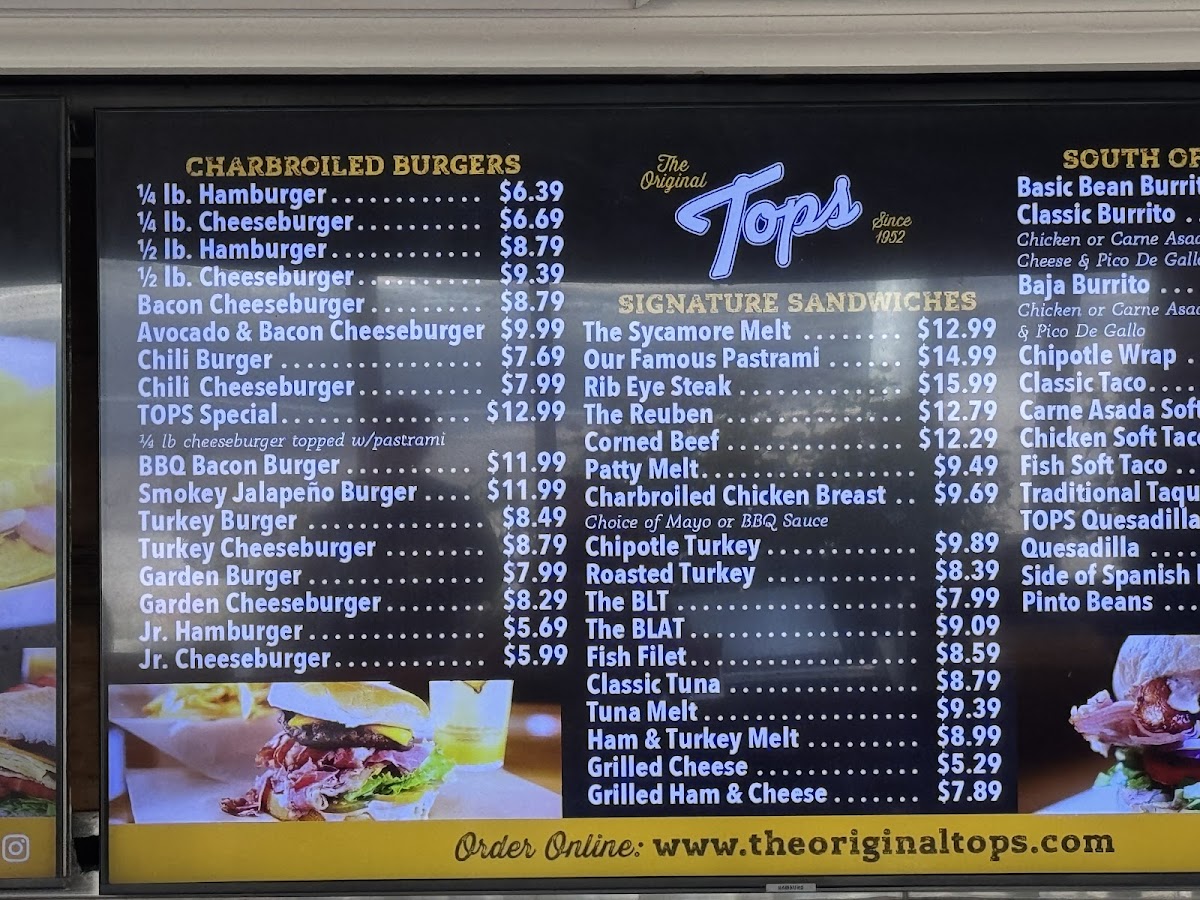 CHARBROILED BURGERS
¼ lb. Hamburger............ $6.39
¼ lb. Cheeseburger.......... $6.69
½ lb. Hamburger............ $8.79
½ lb. Cheeseburger.......... $9.39
Bacon Cheeseburger ......... $8.79
Avocado & Bacon Cheeseburger $9.99
Chili Burger ................ $7.69
Chili Cheeseburger.......... $7.99
TOPS Special............... $12.99
¼ lb cheeseburger topped w/pastrami
BBQ Bacon Burger ......... $11.99
Smokey Jalapeño Burger .... $11.99
Turkey Burger .............. $8.49
Turkey Cheeseburger ........ $8.79
Garden Burger .............. $7.99
Garden Cheeseburger........ $8.29
Jr. Hamburger .............. $5.69
Jr. Cheeseburger............ $5.99
The Original
Tops
Since 1952
SIGNATURE SANDWICHES
The Sycamore Melt ........ $12.99
Our Famous Pastrami ...... $14.99
Rib Eye Steak ............. $15.99
The Reuben .............. $12.79
Corned Beef .............. $12.29
Patty Melt................ $9.49
Charbroiled Chicken Breast .. $9.69
Choice of Mayo or BBQ Sauce
Chipotle Turkey............ $9.89
Roasted Turkey ............ $8.39
The BLT .................. $7.99
The BLAT................. $9.09
Fish Filet................. $8.59
Classic Tuna .............. $8.79
Tuna Melt................ $9.39
Ham & Turkey Melt ........ $8.99
Grilled Cheese ............ $5.29
Grilled Ham & Cheese....... $7.89
SOUTH
Basic Bean
Classic Burrito .
Chicken or Carne
Cheese & Pico De
Baja Burrito ...
Chicken or Carne
& Pico De Gallo
Chipotle Wrap .
Classic Taco....
Carne Asada
Chicken Soft
Fish Soft Taco ..
Traditional
TOPS Quesadilla
Quesadilla ....
Side of Spanish
Pinto Beans ...
Order Online: www.theoriginaltops.com
SAMSUNG